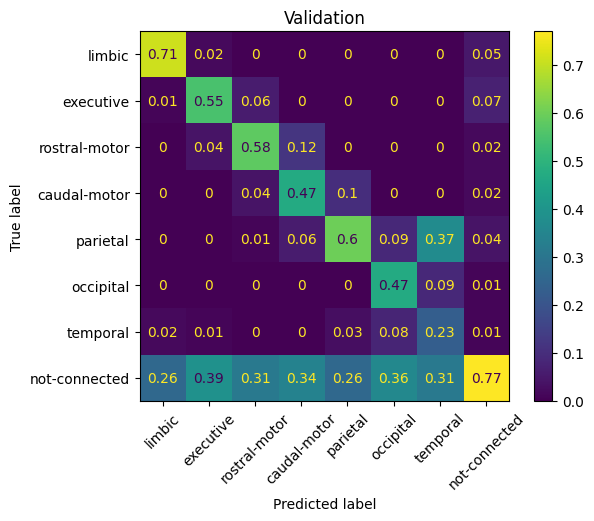 Validation
True label
limbic 0.71 0.02 0 0 0 0 0 0.05
executive 0.01 0.55 0.06 0 0 0 0 0.07
rostral-motor 0 0.04 0.58 0.12 0 0 0 0.02
caudal-motor 0 0 0.04 0.47 0.1 0 0 0.02
parietal 0 0 0.01 0.06 0.6 0.09 0.37 0.04
occipital 0 0 0 0 0 0.47 0.09 0.01
temporal 0.02 0.01 0 0 0.03 0.08 0.23 0.01
not-connected 0.26 0.39 0.31 0.34 0.26 0.36 0.31 0.77
limbic executive rostral-motor caudal-motor parietal occipital temporal not-connected
Predicted label
0.7
0.6
0.5
0.4
0.3
0.2
0.1
0.0